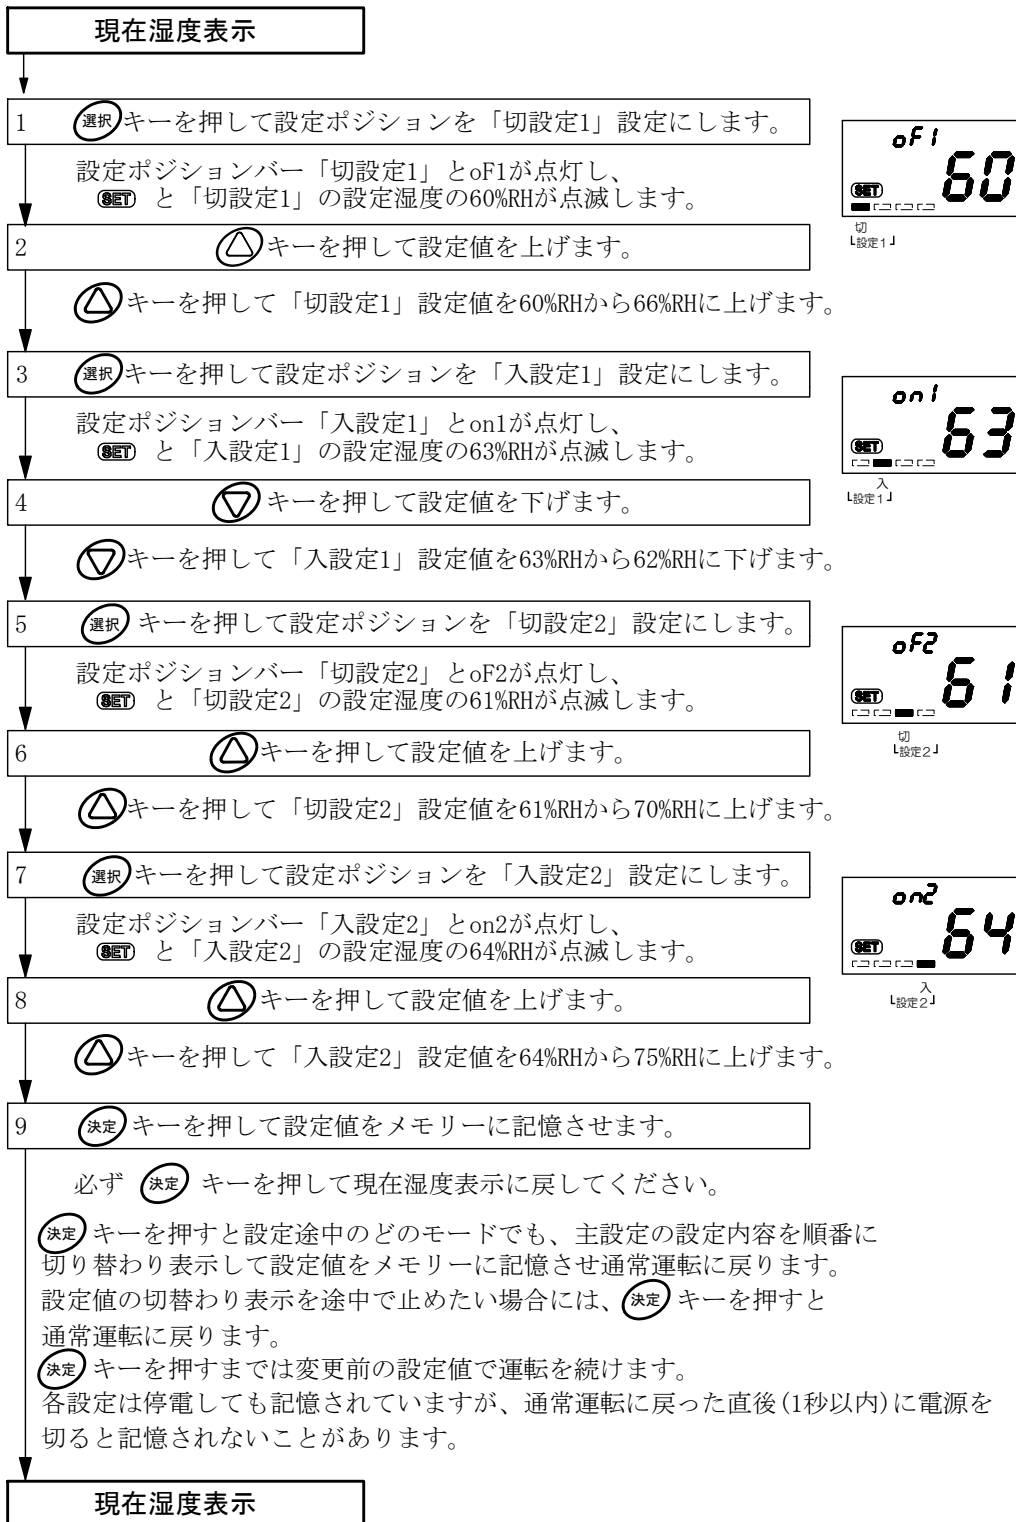 現在湿度表示
1 選択キーを押して設定ポジションを「切設定1」設定にします。
設定ポジションバー「切設定1」とoF1が点灯し、
SET と「切設定1」の設定湿度の60%RHが点滅します。
oF1
60
SET
切
設定1
2 キーを押して設定値を上げます。
キーを押して「切設定1」設定値を60%RHから66%RHに上げます。
3 選択キーを押して設定ポジションを「入設定1」設定にします。
設定ポジションバー「入設定1」とon1が点灯し、
SET と「入設定1」の設定湿度の63%RHが点滅します。
on1
63
SET
入
設定1
4 キーを押して設定値を下げます。
キーを押して「入設定1」設定値を63%RHから62%RHに下げます。
5 選択キーを押して設定ポジションを「切設定2」設定にします。
設定ポジションバー「切設定2」とoF2が点灯し、
SET と「切設定2」の設定湿度の61%RHが点滅します。
oF2
61
SET
切
設定2
6 キーを押して設定値を上げます。
キーを押して「切設定2」設定値を61%RHから70%RHに上げます。
7 選択キーを押して設定ポジションを「入設定2」設定にします。
設定ポジションバー「入設定2」とon2が点灯し、
SET と「入設定2」の設定湿度の64%RHが点滅します。
on2
64
SET
入
設定2
8 キーを押して設定値を上げます。
キーを押して「入設定2」設定値を64%RHから75%RHに上げます。
9 決定キーを押して設定値をメモリーに記憶させます。
必ず 決定 キーを押して現在湿度表示に戻してください。
決定キーを押すと設定途中のどのモードでも、主設定の設定内容を順番に
切り替わり表示して設定値をメモリーに記憶させ通常運転に戻ります。
設定値の切替わり表示を途中で止めたい場合には、決定キーを押すと
通常運転に戻ります。
決定キーを押すまでは変更前の設定値で運転を続けます。
各設定は停電しても記憶されていますが、通常運転に戻った直後(1秒以内)に電源を
切ると記憶されないことがあります。
現在湿度表示